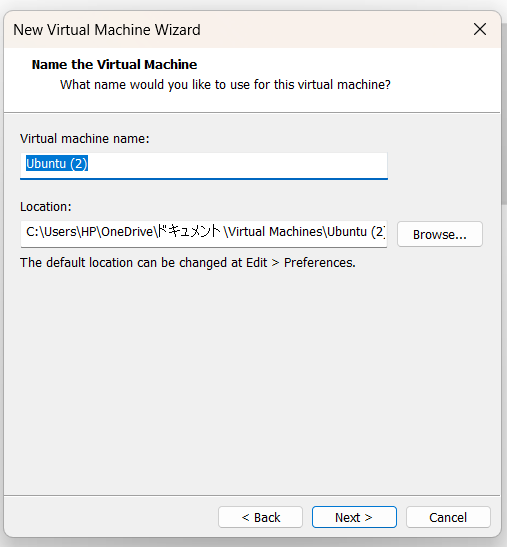 New Virtual Machine Wizard
Name the Virtual Machine
What name would you like to use for this virtual machine?
Virtual machine name:
Ubuntu (2)
Location:
C:\Users\HP\OneDrive\ドキュメント\Virtual Machines\Ubuntu (2)
Browse...
The default location can be changed at Edit > Preferences.
< Back
Next >
Cancel